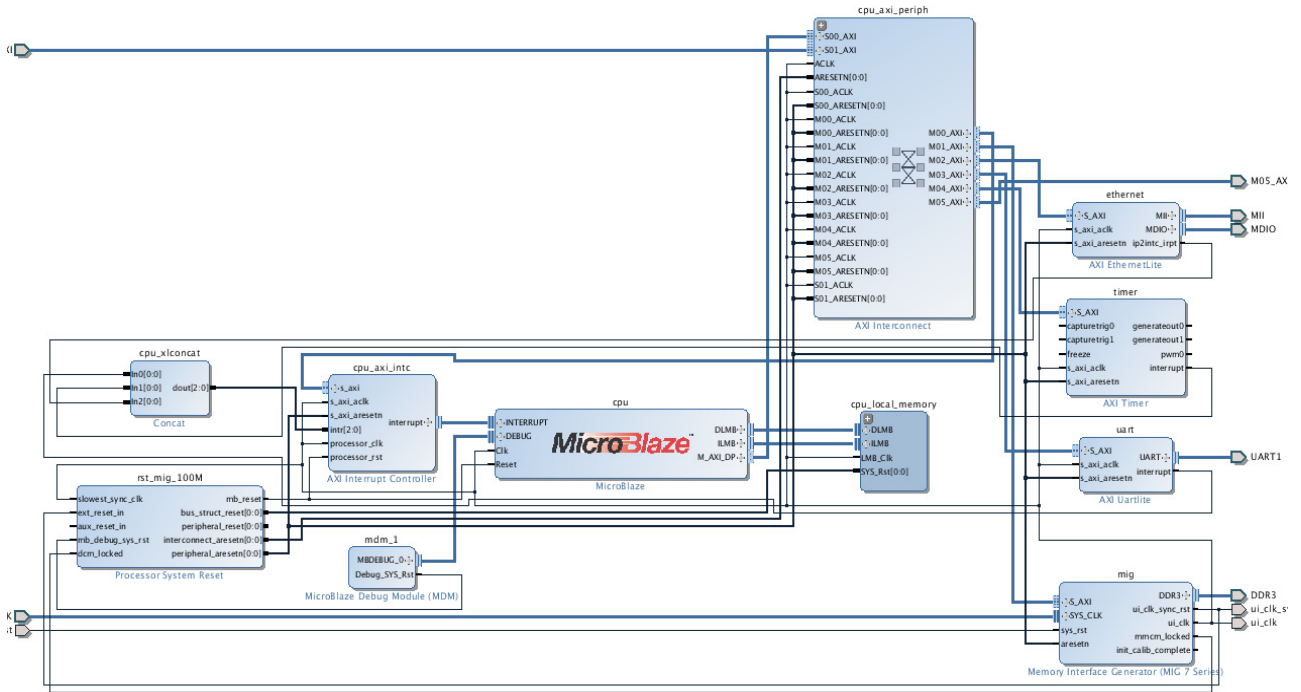 cpu_axi_periph
S00_AXI
S01_AXI
ACLK
ARESETN[0:0]
S00_ACLK
S00_ARESETN[0:0]
M00_ACLK
M00_ARESETN[0:0]
M01_ACLK
M01_ARESETN[0:0]
M02_ACLK
M02_ARESETN[0:0]
M03_ACLK
M03_ARESETN[0:0]
M04_ACLK
M04_ARESETN[0:0]
M05_ACLK
M05_ARESETN[0:0]
S01_ACLK
S01_ARESETN[0:0]
M00_AXI
M01_AXI
M02_AXI
M03_AXI
M04_AXI
M05_AXI
AXI Interconnect
M05_AX
ethernet
S_AXI
s_axi_aclk
s_axi_aresetn
MII
MDIO
ip2intc_irpt
AXI EthernetLite
MII
MDIO
timer
S_AXI
capturetrig0
capturetrig1
freeze
s_axi_aclk
s_axi_aresetn
generateout0
generateout1
pwm0
interrupt
AXI Timer
cpu_xlconcat
In0[0:0]
In1[0:0]
In2[0:0]
dout[2:0]
Concat
cpu_axi_intc
s_axi
s_axi_aclk
s_axi_aresetn
intr[2:0]
processor_clk
processor_rst
interrupt
AXI Interrupt Controller
cpu
INTERRUPT
DEBUG
Clk
Reset
MicroBlaze™
DLMB
ILMB
M_AXI_DP
MicroBlaze
cpu_local_memory
DLMB
ILMB
LMB_Clk
SYS_Rst[0:0]
uart
S_AXI
s_axi_aclk
s_axi_aresetn
UART
interrupt
AXI Uartlite
UART1
rst_mig_100M
slowest_sync_clk
ext_reset_in
aux_reset_in
mb_debug_sys_rst
dcm_locked
mb_reset
bus_struct_reset[0:0]
peripheral_reset[0:0]
interconnect_aresetn[0:0]
peripheral_aresetn[0:0]
Processor System Reset
mdm_1
MBDEBUG_0
Debug_SYS_Rst
MicroBlaze Debug Module (MDM)
mig
S_AXI
SYS_CLK
sys_rst
aresetn
DDR3
ui_clk_sync_rst
ui_clk
mmcm_locked
init_calib_complete
Memory Interface Generator (MIG 7 Series)
DDR3
ui_clk_s
ui_clk